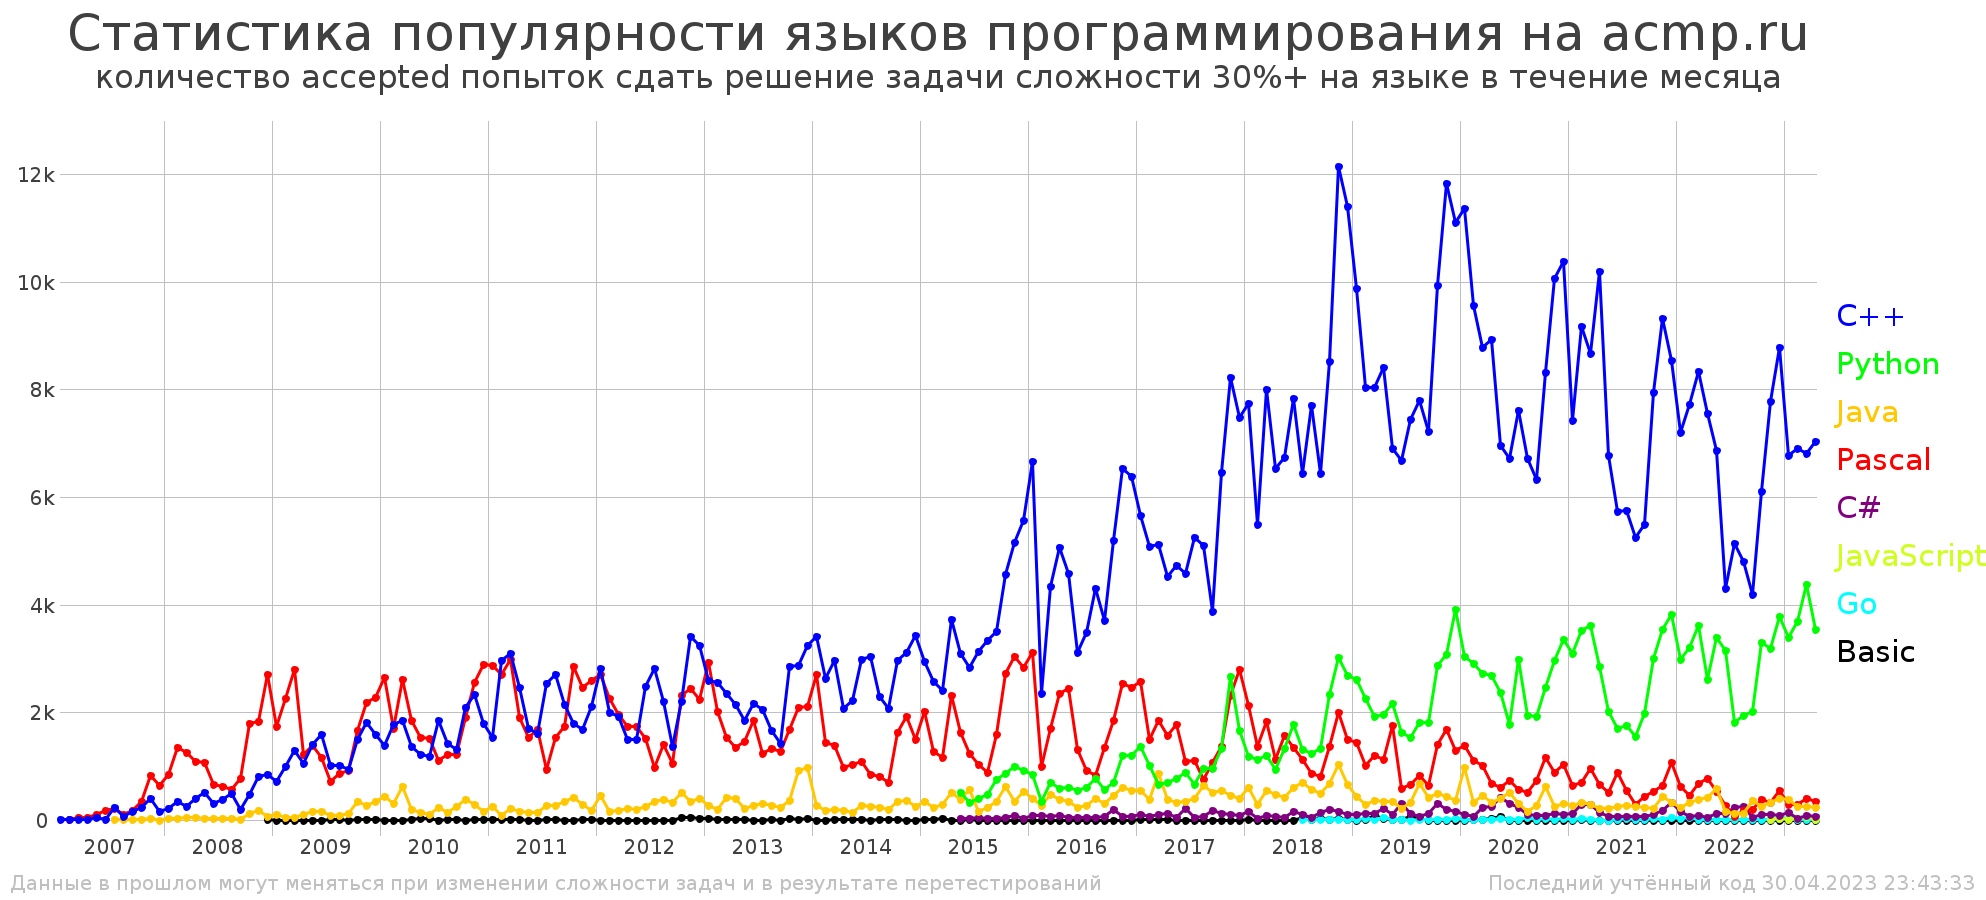 Статистика популярности языков программирования на acmp.ru
количество accepted попыток сдать решение задачи сложности 30%+ на языке в течение месяца
12k
10k
8k
6k
4k
2k
0
2007 2008 2009 2010 2011 2012 2013 2014 2015 2016 2017 2018 2019 2020 2021 2022
C++
Python
Java
Pascal
C#
JavaScript
Go
Basic
Данные в прошлом могут меняться при изменении сложности задач и в результате перетестирований
Последний учтённый код 30.04.2023 23:43:33